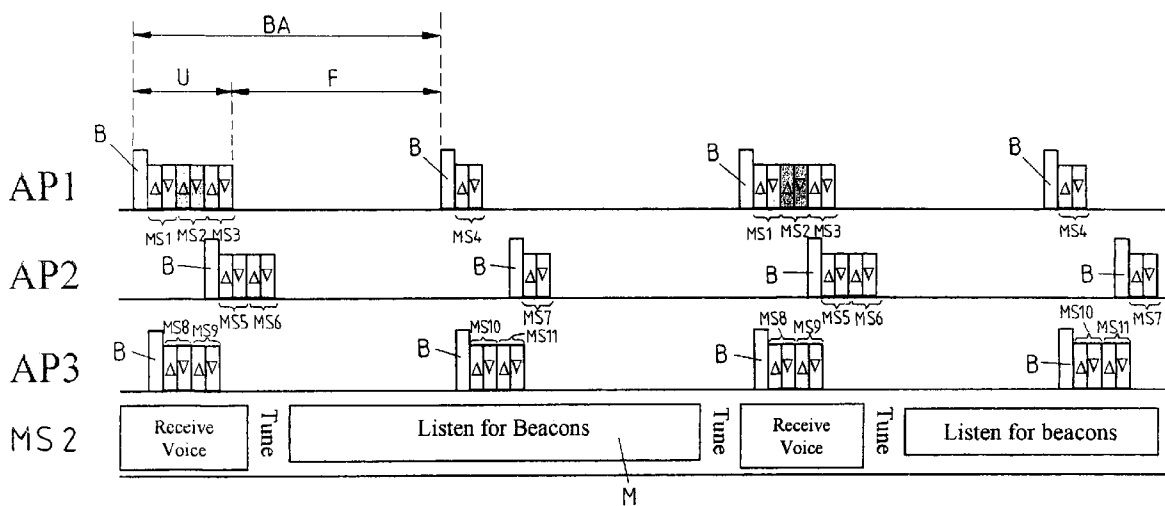 BA
U F
B B B B
AP1
MS1 MS2 MS3 MS4 MS1 MS2 MS3 MS4
B B B B
AP2
MS5 MS6 MS7 MS5 MS6 MS7
MS8 MS9 MS10 MS11 MS8 MS9 MS10 MS11
B B B B
AP3
MS2 Receive Voice Tune Listen for Beacons Tune Receive Voice Tune Listen for beacons
M